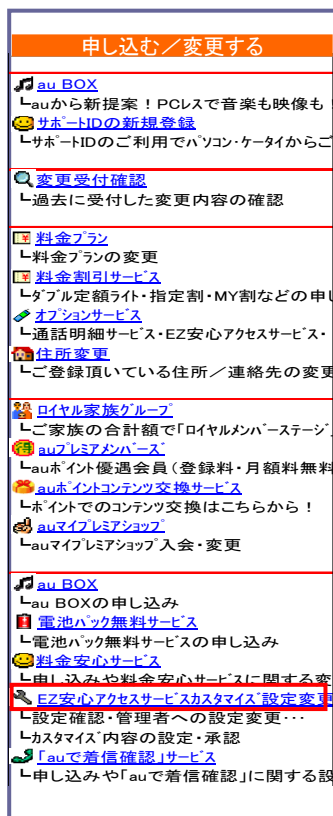 申し込む／変更する
au BOX
┗auから新提案！PCレスで音楽も映像も
ｻﾎﾟｰﾄIDの新規登録
┗ｻﾎﾟｰﾄIDのご利用でﾊﾟｿｺﾝ・ｹｰﾀｲからご
変更受付確認
┗過去に受付した変更内容の確認
料金ﾌﾟﾗﾝ
┗料金ﾌﾟﾗﾝの変更
料金割引ｻｰﾋﾞｽ
┗ﾀﾞﾌﾞﾙ定額ﾗｲﾄ・指定割・MY割などの申し
ｵﾌﾟｼｮﾝｻｰﾋﾞｽ
┗通話明細ｻｰﾋﾞｽ・EZ安心ｱｸｾｽｻｰﾋﾞｽ・
住所変更
┗ご登録頂いている住所／連絡先の変更
ﾛｲﾔﾙ家族ｸﾞﾙｰﾌﾟ
┗ご家族の合計額で｢ﾛｲﾔﾙﾒﾝﾊﾞｰｽﾃｰｼﾞ｣
auﾌﾟﾚﾐｱﾒﾝﾊﾞｰｽﾞ
┗auﾎﾟｲﾝﾄ優遇会員（登録料・月額料無料
auﾎﾟｲﾝﾄｺﾝﾃﾝﾂ交換ｻｰﾋﾞｽ
┗ﾎﾟｲﾝﾄでのｺﾝﾃﾝﾂ交換はこちらから！
auﾏｲﾌﾟﾚﾐｱｼｮｯﾌﾟ
┗auﾏｲﾌﾟﾚﾐｱｼｮｯﾌﾟ入会・変更
au BOX
┗au BOXの申し込み
電池ﾊﾟｯｸ無料ｻｰﾋﾞｽ
┗電池ﾊﾟｯｸ無料ｻｰﾋﾞｽの申し込み
料金安心ｻｰﾋﾞｽ
┗申し込みや料金安心ｻｰﾋﾞｽに関する変
EZ安心ｱｸｾｽｻｰﾋﾞｽｶｽﾀﾏｲｽﾞ設定変更
┗設定確認・管理者への設定変更･･･
┗ｶｽﾀﾏｲｽﾞ内容の設定・承認
｢auで着信確認｣ｻｰﾋﾞｽ
┗申し込みや｢auで着信確認｣に関する設